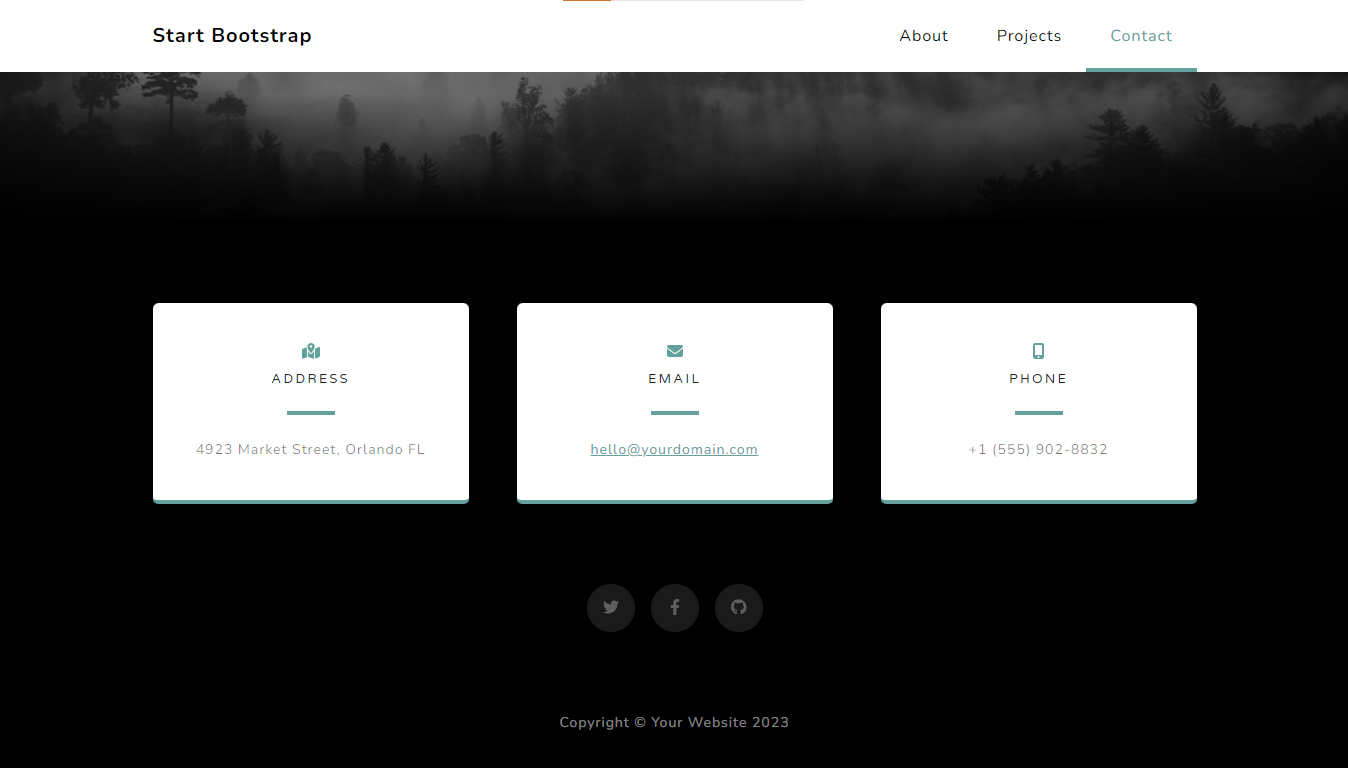 Start Bootstrap
About
Projects
Contact
ADDRESS
4923 Market Street, Orlando FL
EMAIL
hello@yourdomain.com
PHONE
+1 (555) 902-8832
Copyright © Your Website 2023